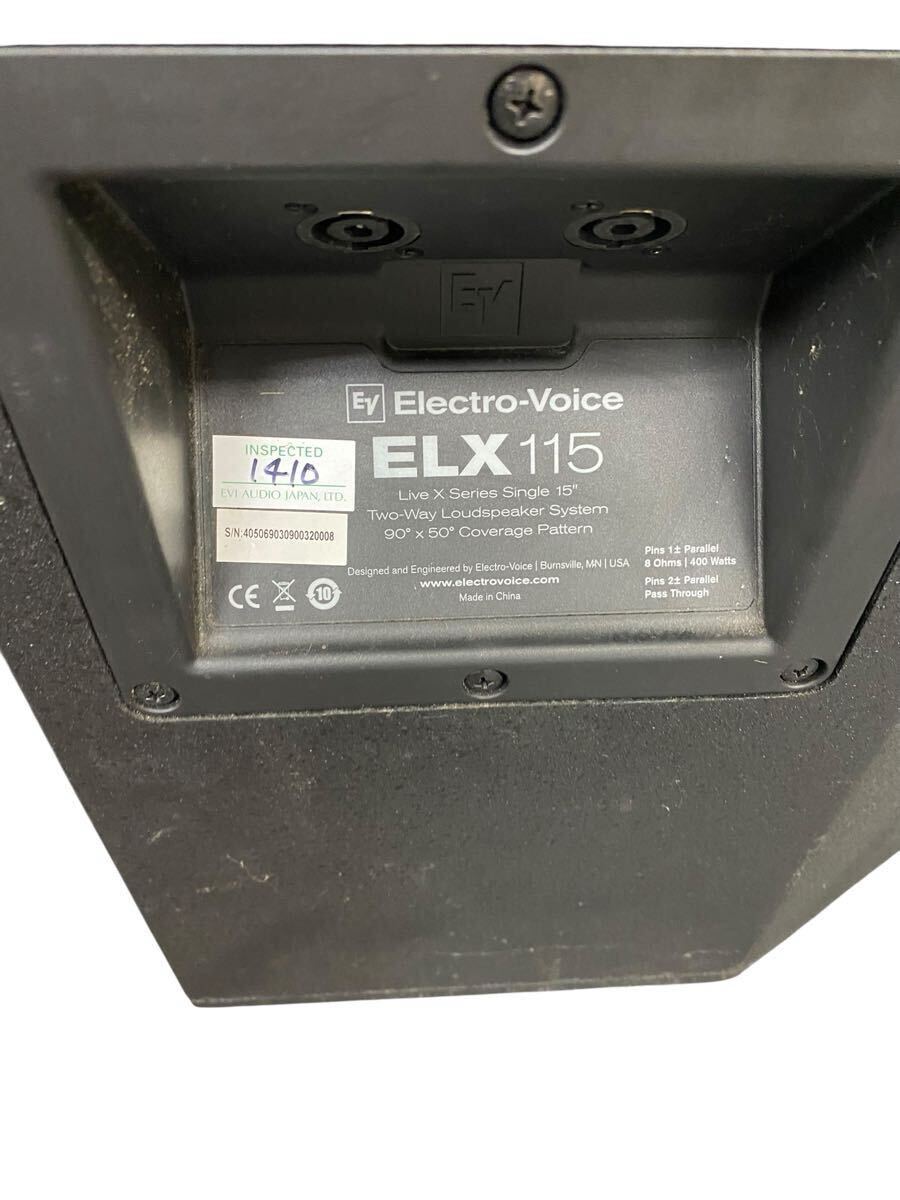 EV
EV Electro-Voice
ELX115
Live X Series Single 15"
Two-Way Loudspeaker System
90° x 50° Coverage Pattern
INSPECTED
1410
EVI AUDIO JAPAN, LTD.
S/N:405069030900320008
Designed and Engineered by Electro-Voice | Burnsville, MN | USA
www.electrovoice.com
Made in China
Pins 1± Parallel
8 Ohms | 400 Watts
Pins 2± Parallel
Pass Through
CE 10